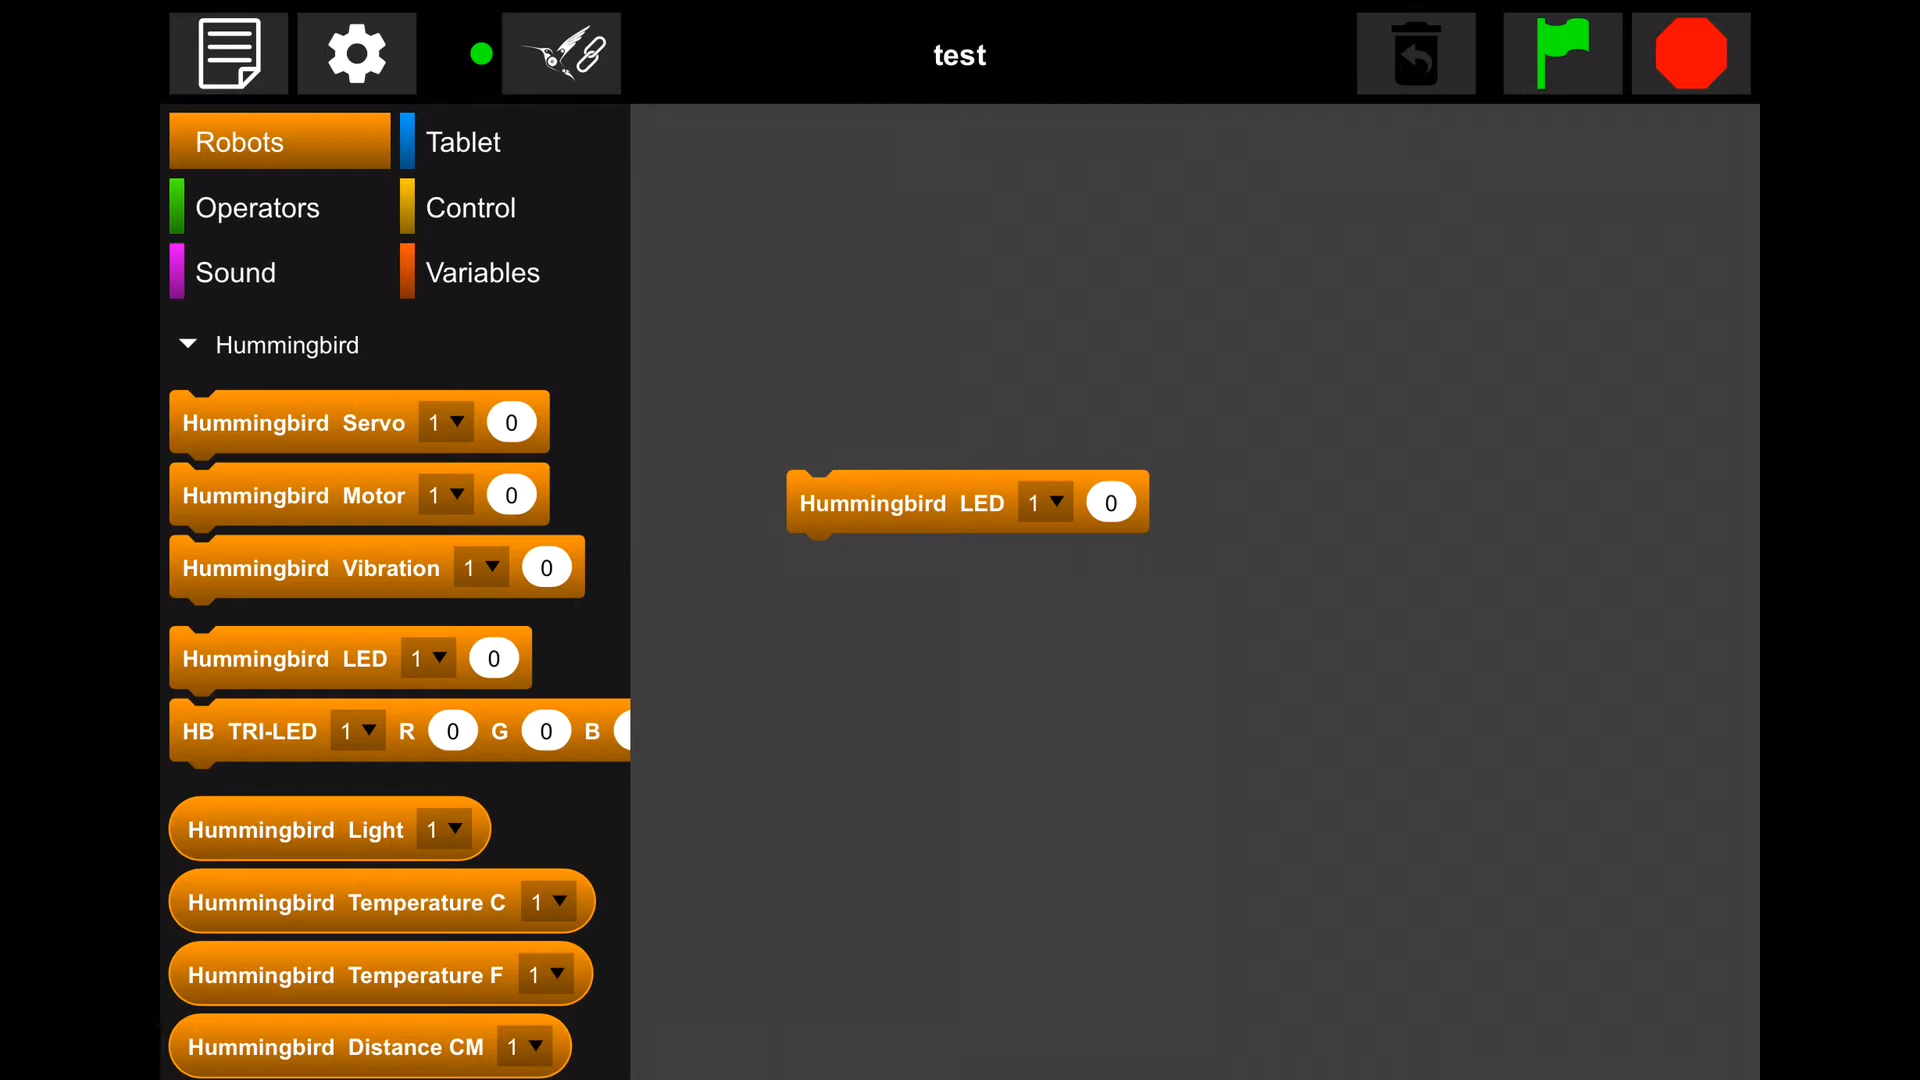 test
Robots
Tablet
Operators
Control
Sound
Variables
Hummingbird
Hummingbird Servo 1 0
Hummingbird Motor 1 0
Hummingbird Vibration 1 0
Hummingbird LED 1 0
HB TRI-LED 1 R 0 G 0 B
Hummingbird Light 1
Hummingbird Temperature C 1
Hummingbird Temperature F 1
Hummingbird Distance CM 1
Hummingbird LED 1 0